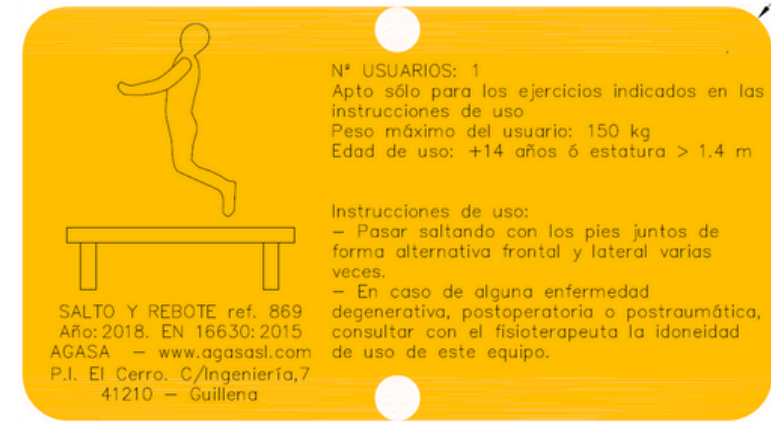 Nº USUARIOS: 1
Apto sólo para los ejercicios indicados en las
instrucciones de uso
Peso máximo del usuario: 150 kg
Edad de uso: +14 años ó estatura > 1.4 m
Instrucciones de uso:
– Pasar saltando con los pies juntos de
forma alternativa frontal y lateral varias
veces.
– En caso de alguna enfermedad
degenerativa, postoperatoria o postraumática,
consultar con el fisioterapeuta la idoneidad
de uso de este equipo.
SALTO Y REBOTE ref. 869
Año: 2018. EN 16630: 2015
AGASA – www.agasasl.com
P.I. El Cerro. C/Ingeniería,7
41210 – Guillena